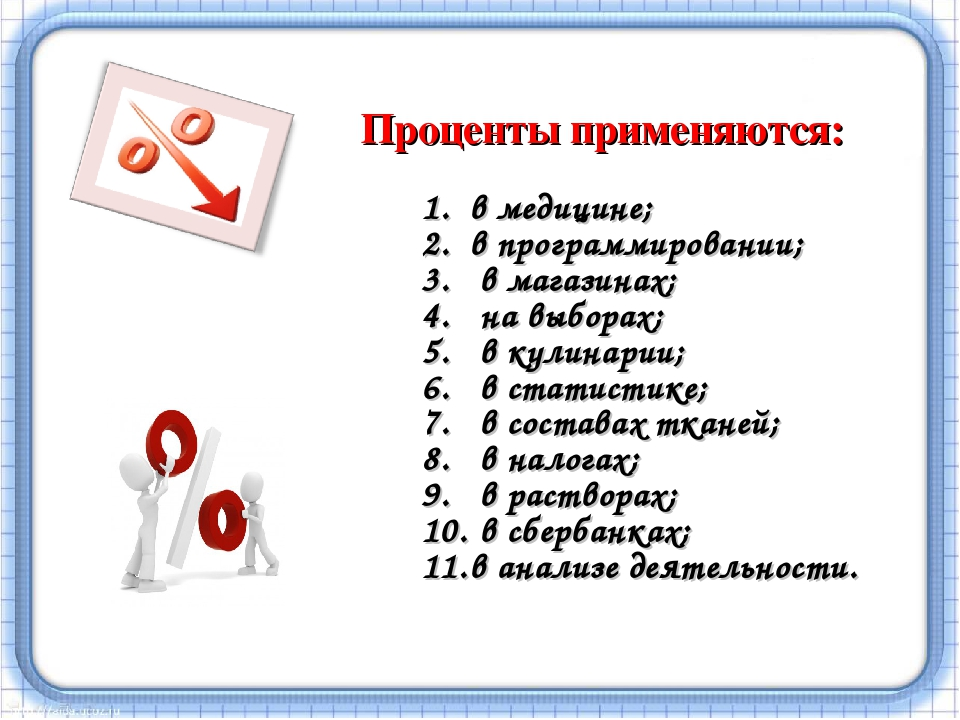 Проценты применяются:
1. в медицине;
2. в программировании;
3. в магазинах;
4. на выборах;
5. в кулинарии;
6. в статистике;
7. в составах тканей;
8. в налогах;
9. в растворах;
10. в сбербанках;
11.в анализе деятельности.